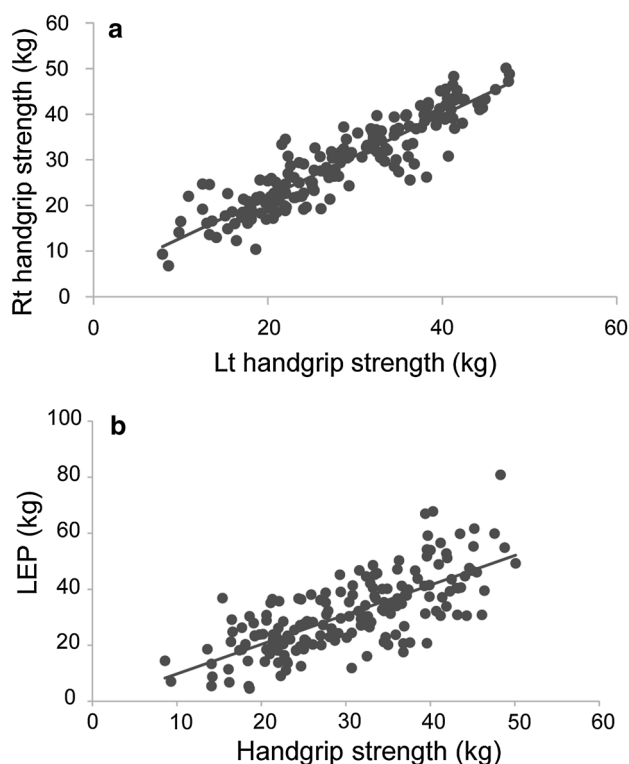 a
Rt handgrip strength (kg)
60
50
40
30
20
10
0
0 20 40 60
Lt handgrip strength (kg)
b
LEP (kg)
100
80
60
40
20
0
0 10 20 30 40 50 60
Handgrip strength (kg)